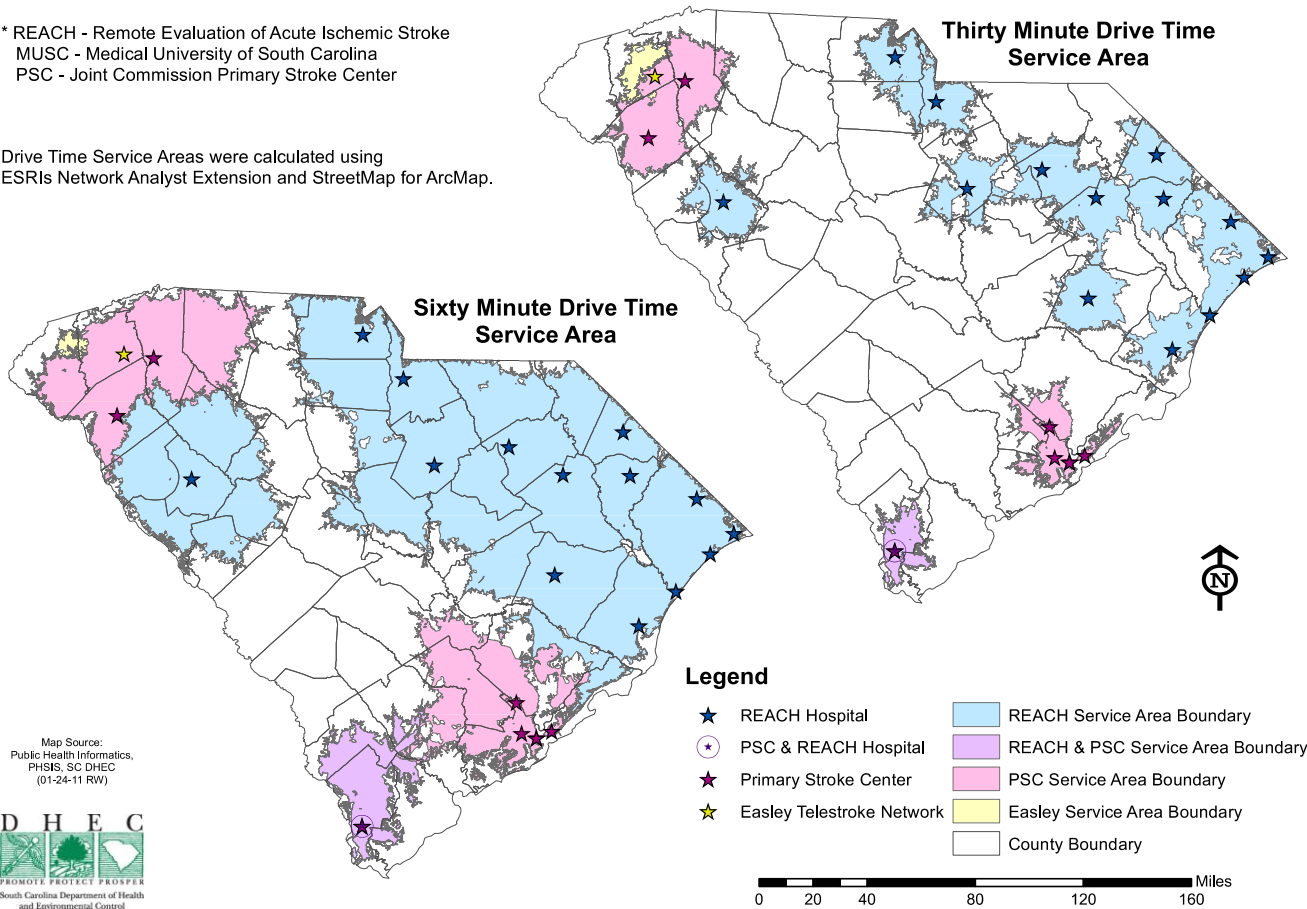 * REACH - Remote Evaluation of Acute Ischemic Stroke
MUSC - Medical University of South Carolina
PSC - Joint Commission Primary Stroke Center
Thirty Minute Drive Time
Service Area
Drive Time Service Areas were calculated using
ESRIs Network Analyst Extension and StreetMap for ArcMap.
Sixty Minute Drive Time
Service Area
N
Legend
REACH Hospital
PSC & REACH Hospital
Primary Stroke Center
Easley Telestroke Network
REACH Service Area Boundary
REACH & PSC Service Area Boundary
PSC Service Area Boundary
Easley Service Area Boundary
County Boundary
Miles
0 20 40 80 120 160
Map Source:
Public Health Informatics,
PHSIS, SC DHEC
(01-24-11 RW)
D H E C
PROMOTE PROTECT PROSPER
South Carolina Department of Health
and Environmental Control